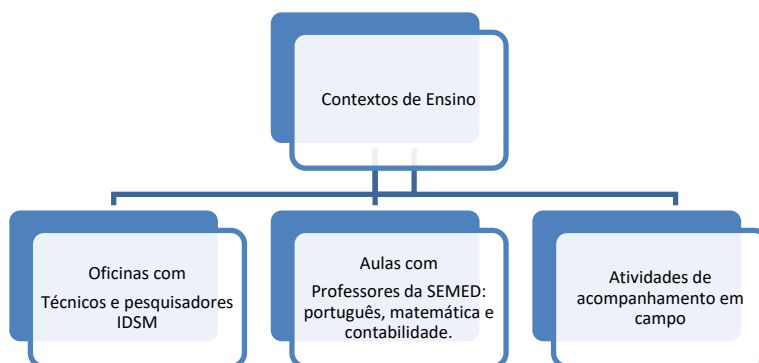 Contextos de Ensino
Oficinas com
Técnicos e pesquisadores
IDSM
Aulas com
Professores da SEMED:
português, matemática e
contabilidade.
Atividades de
acompanhamento em
campo